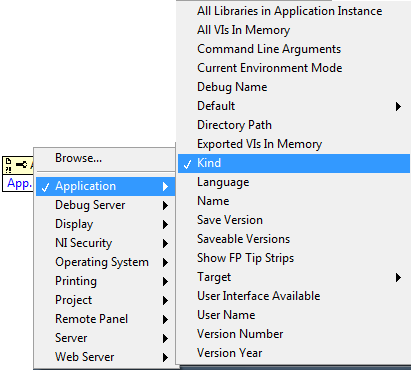 All Libraries in Application Instance
All VIs In Memory
Command Line Arguments
Current Environment Mode
Debug Name
Default
Directory Path
Exported VIs In Memory
Kind
Language
Name
Save Version
Saveable Versions
Show FP Tip Strips
Target
User Interface Available
User Name
Version Number
Version Year
?!
App.
Browse...
Application
Debug Server
Display
NI Security
Operating System
Printing
Project
Remote Panel
Server
Web Server